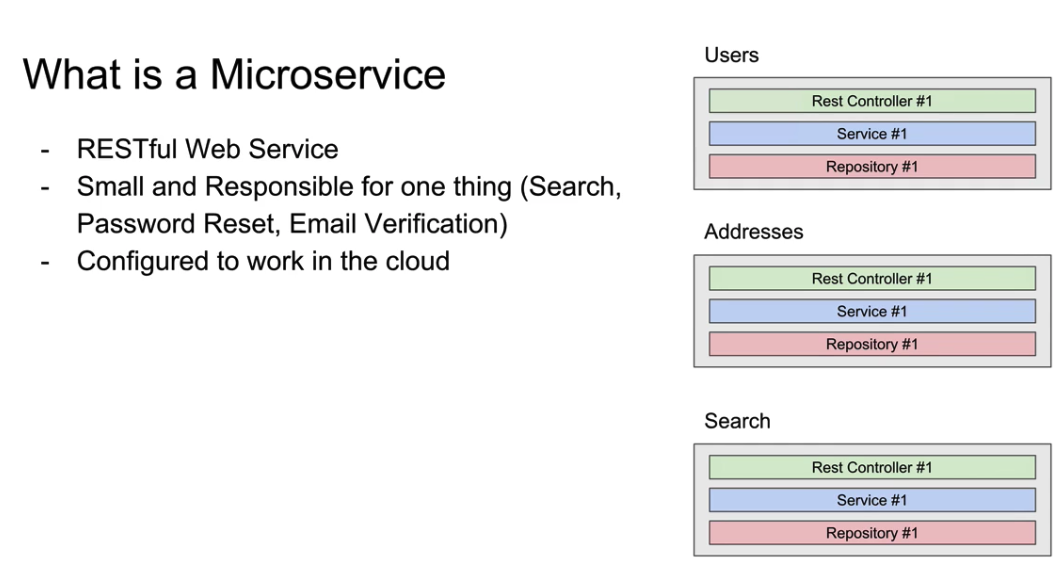 What is a Microservice
- RESTful Web Service
- Small and Responsible for one thing (Search,
Password Reset, Email Verification)
- Configured to work in the cloud
Users
Rest Controller #1
Service #1
Repository #1
Addresses
Rest Controller #1
Service #1
Repository #1
Search
Rest Controller #1
Service #1
Repository #1